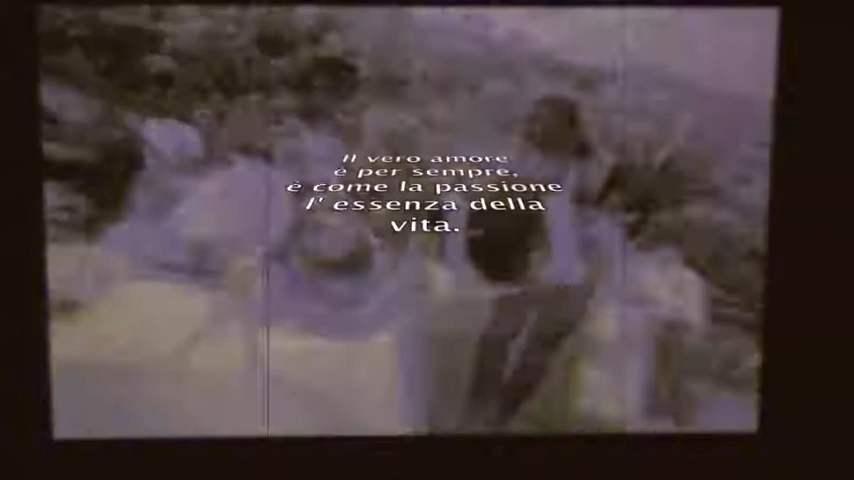 Il vero amore
è per sempre,
è come la passione
l' essenza della
vita.